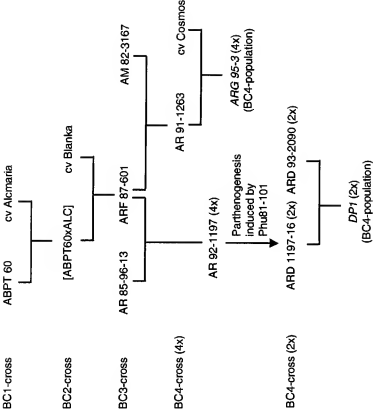 BC1-cross
ABPT 60
cv Alcmaria
BC2-cross
[ABPT60xALC]
cv Blanka
BC3-cross
AR 85-96-13
ARF 87-601
AM 82-3167
BC4-cross (4x)
AR 92-1197 (4x)
AR 91-1263
cv Cosmos
Parthenogenesis
induced by
Phu81-101
ARG 95-3 (4x)
(BC4-population)
BC4-cross (2x)
ARD 1197-16 (2x)
ARD 93-2090 (2x)
DP1 (2x)
(BC4-population)